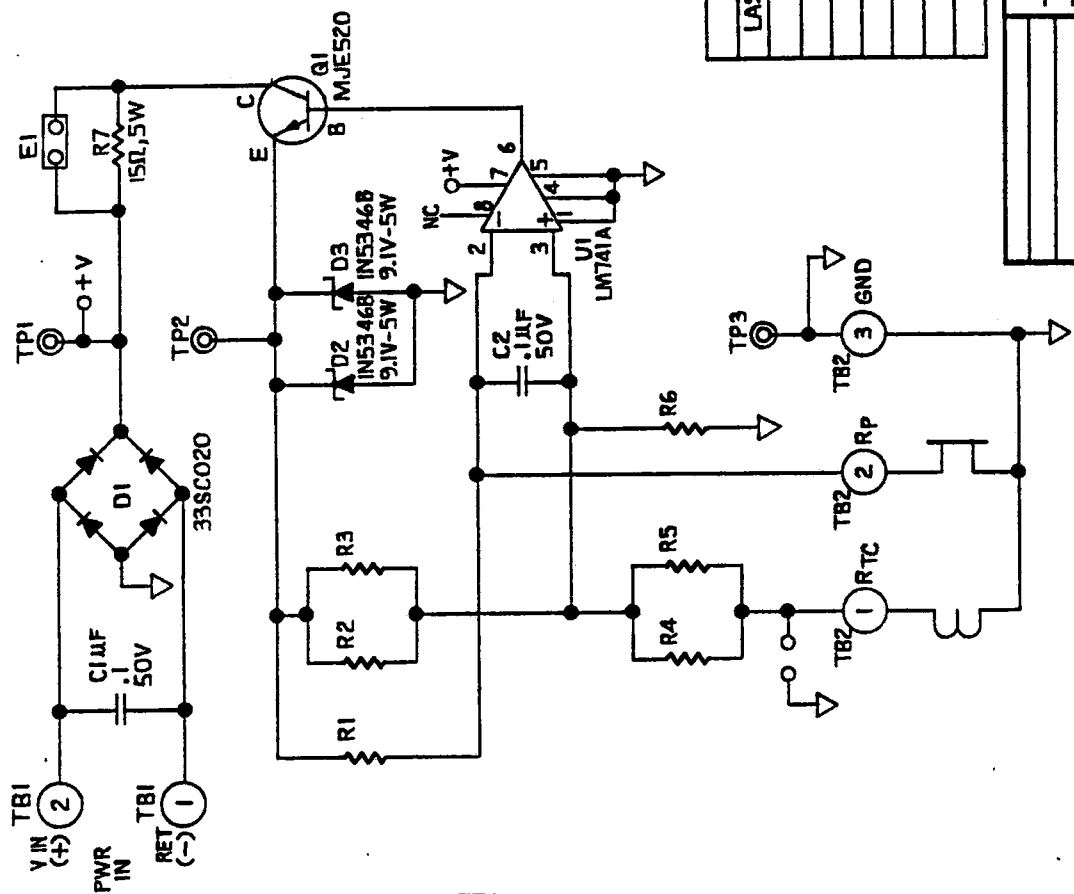 TB1
2
V IN
(+)
PWR
IN
TB1
1
RET
(-)
C1 µF
.1
50V
D1
33SC020
TP1
+V
E1
R7
15Ω, 5W
C
E
B
Q1
MJE520
TP2
D2
1N5346B
9.1V-5W
D3
1N5346B
9.1V-5W
R1
R2
R3
NC
8
+V
7
6
5
4
1
2
-
3
+
U1
LM741A
C2
.1µF
50V
R4
R5
R6
TB2
1
RTC
TB2
2
RP
TB2
3
GND
TP3
LAS